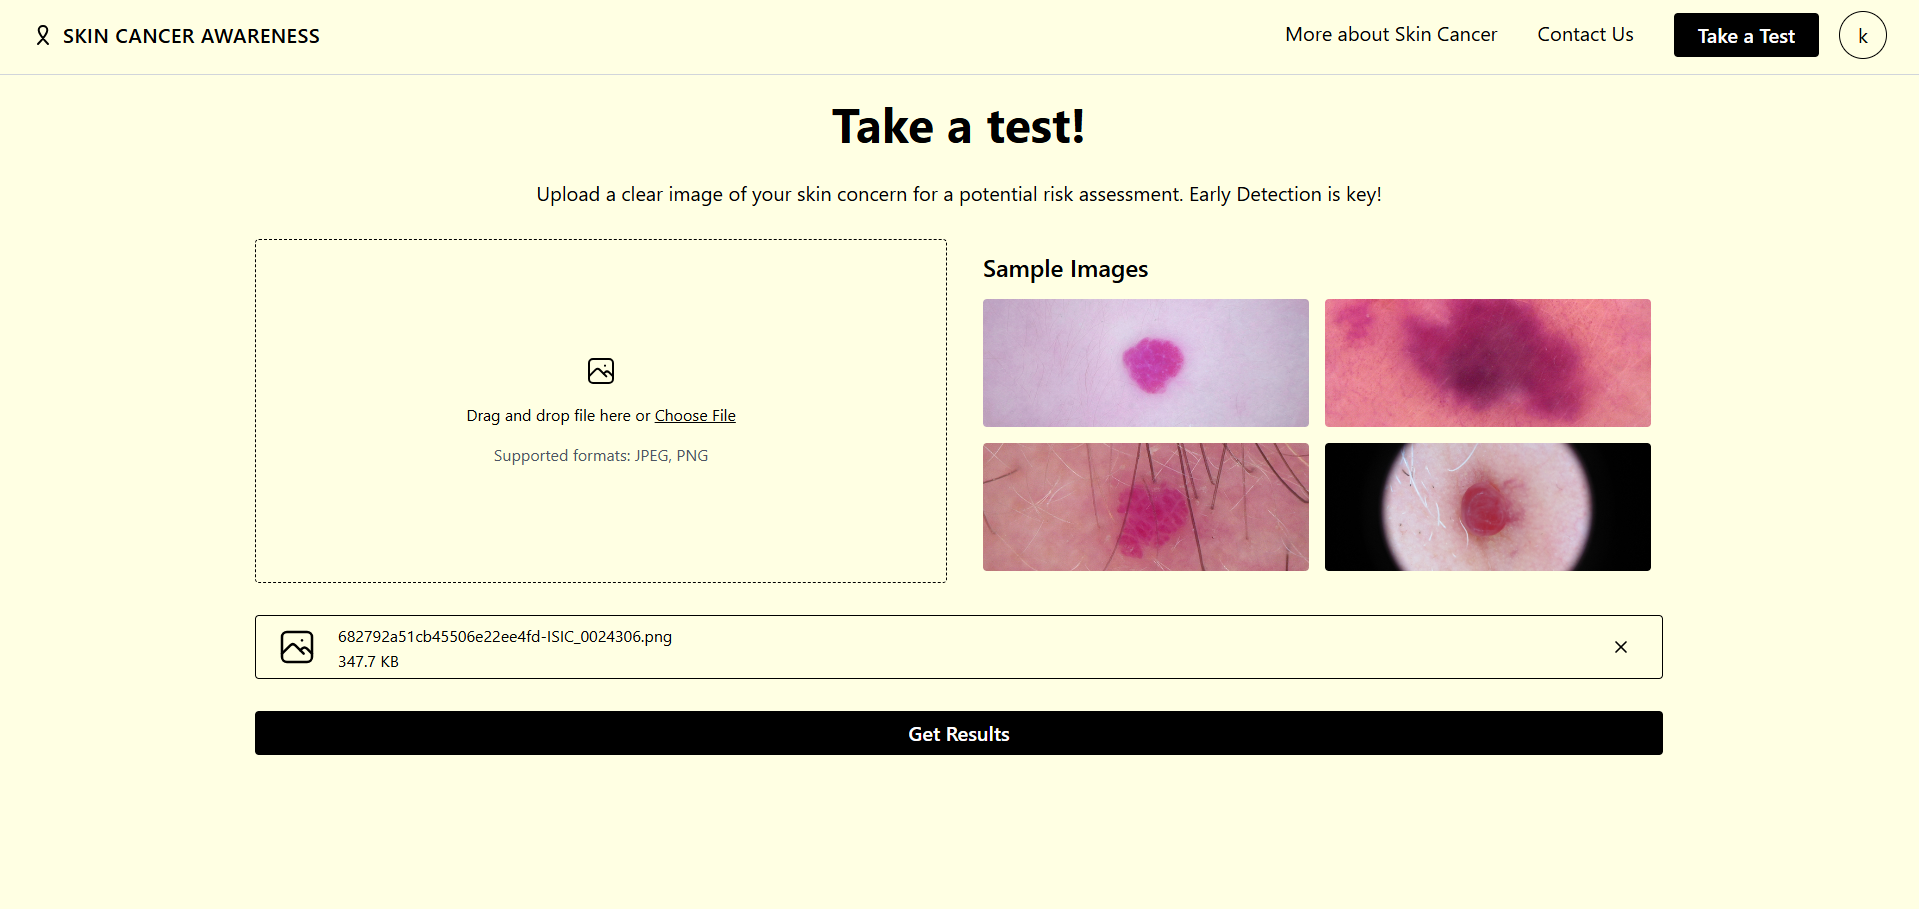 SKIN CANCER AWARENESS
More about Skin Cancer
Contact Us
Take a Test
k
Take a test!
Upload a clear image of your skin concern for a potential risk assessment. Early Detection is key!
Drag and drop file here or Choose File
Supported formats: JPEG, PNG
Sample Images
682792a51cb45506e22ee4fd-ISIC_0024306.png
347.7 KB
Get Results